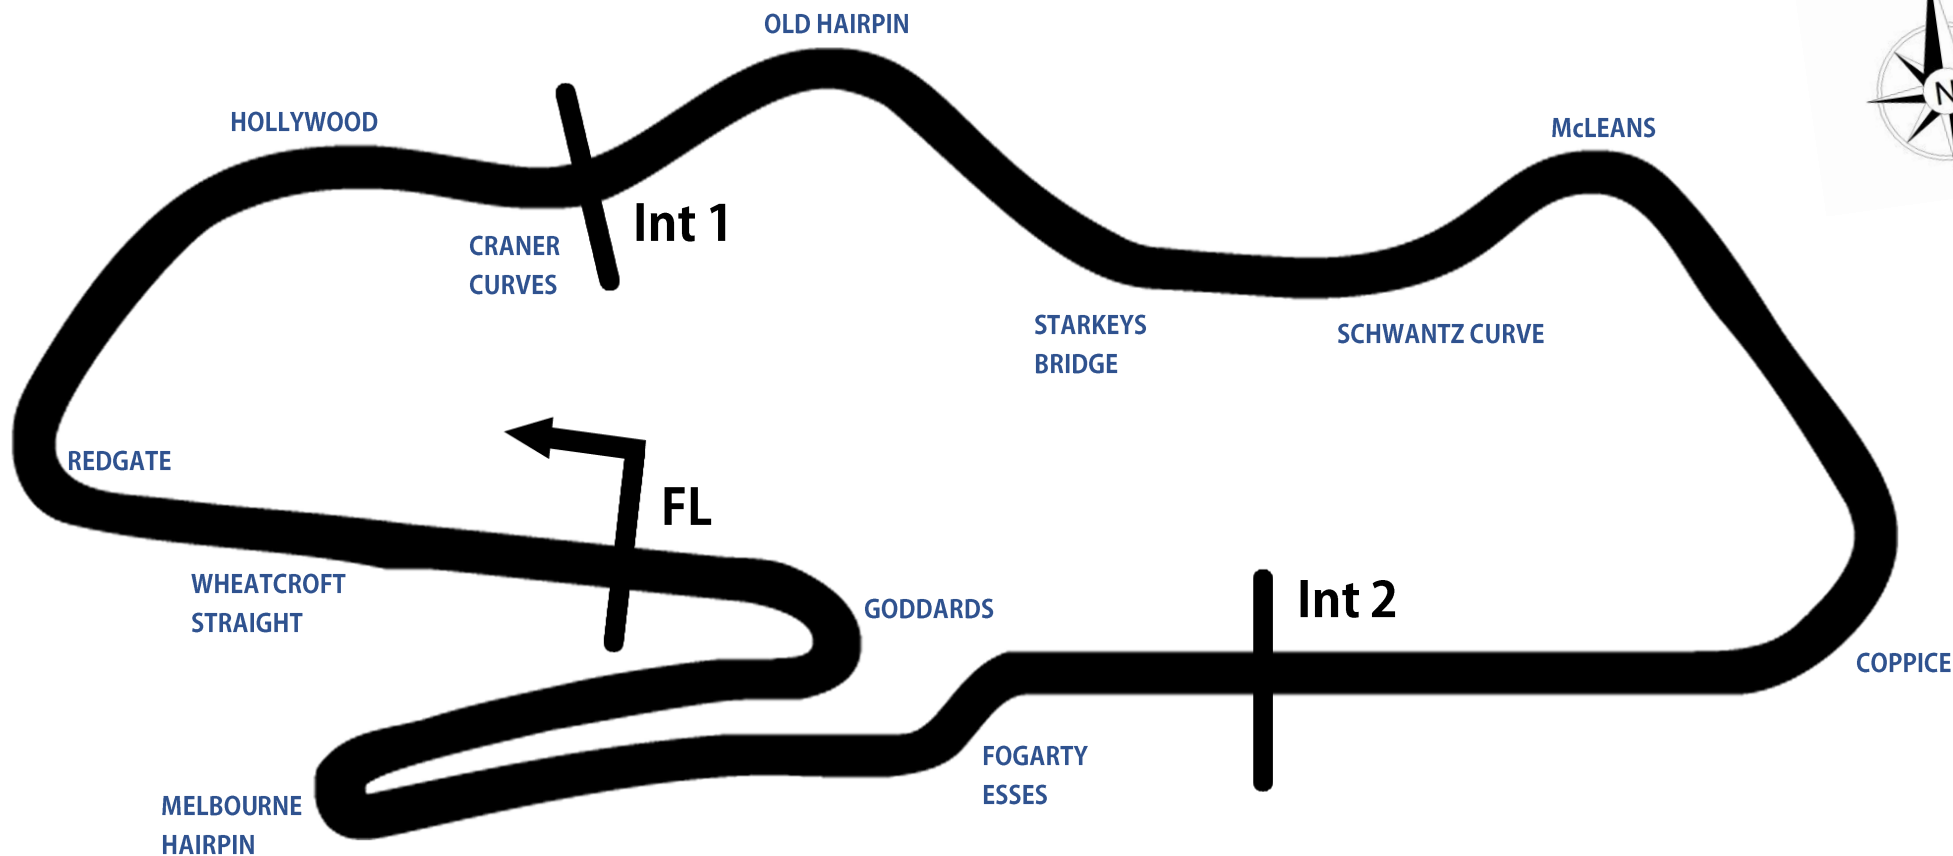 OLD HAIRPIN
HOLLYWOOD
McLEANS
N
Int 1
CRANER
CURVES
STARKEYS
BRIDGE
SCHWANTZ CURVE
REDGATE
FL
WHEATCROFT
STRAIGHT
GODDARDS
Int 2
COPPICE
FOGARTY
ESSES
MELBOURNE
HAIRPIN